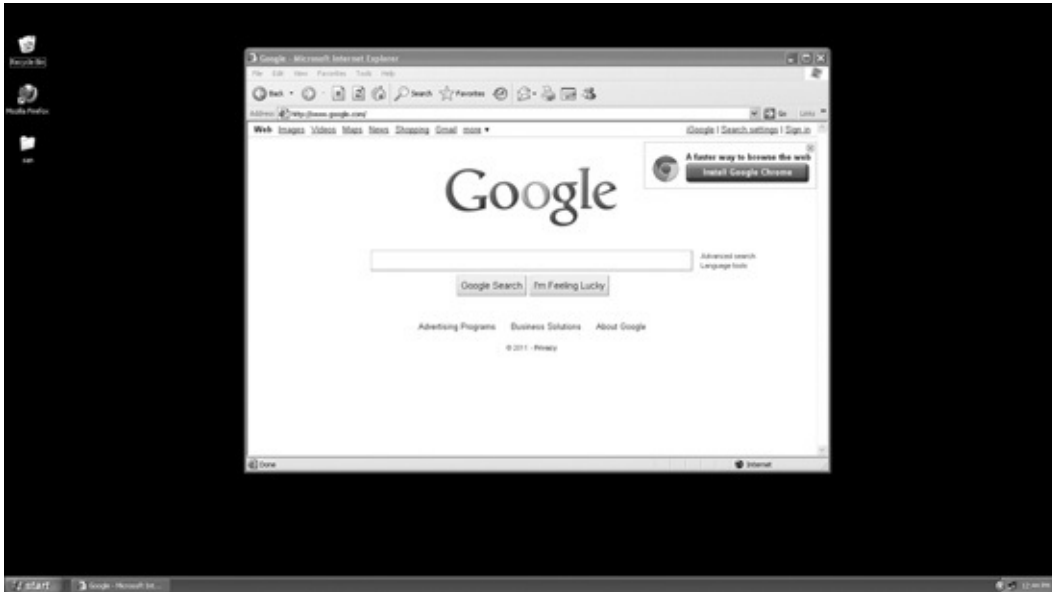 Recycle Bin
Mozilla Firefox
Google - Microsoft Internet Explorer
File Edit View Favorites Tools Help
Back Search Favorites
Address http://www.google.com/ Go Links
Web Images Videos Maps News Shopping Gmail more ▾ iGoogle | Search settings | Sign in
A faster way to browse the web
Install Google Chrome
Google
Advanced search
Language tools
Google Search I'm Feeling Lucky
Advertising Programs Business Solutions About Google
© 2011 - Privacy
Done Internet
start Google - Microsoft Int... 12:44 PM